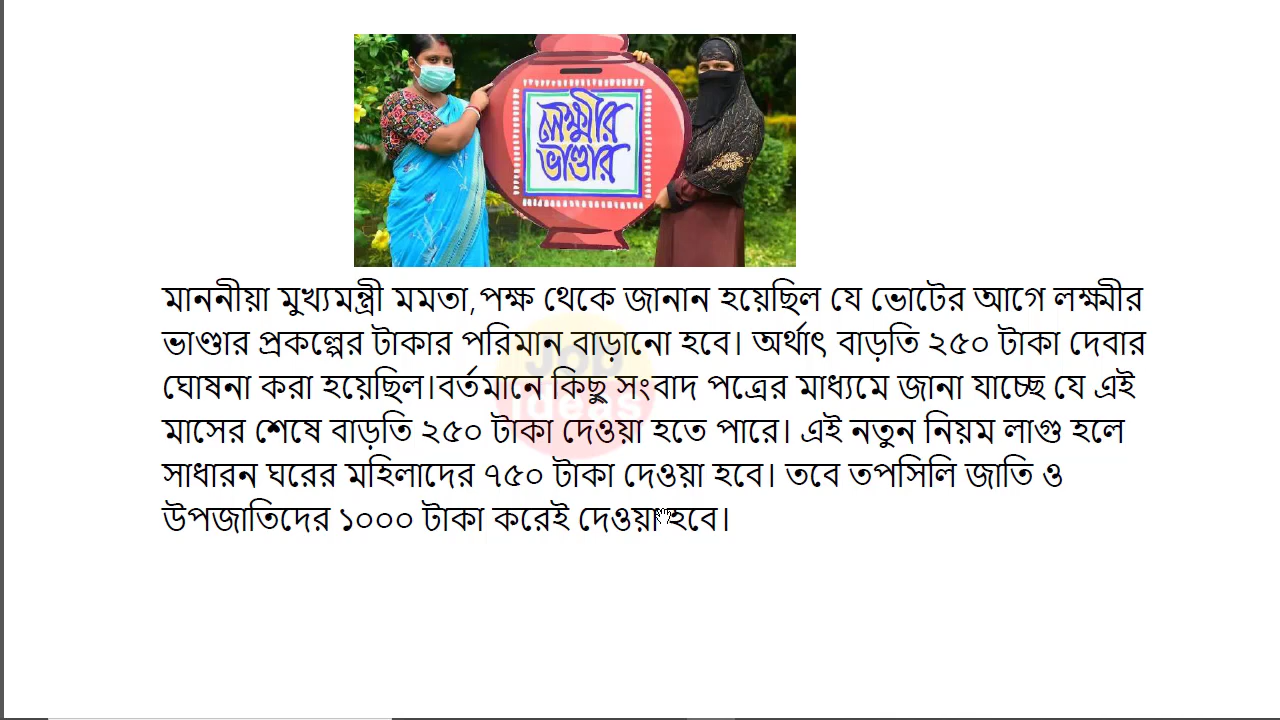 লক্ষ্মীর
ভাণ্ডার
মাননীয়া মুখ্যমন্ত্রী মমতা,পক্ষ থেকে জানান হয়েছিল যে ভোটের আগে লক্ষ্মীর
ভাণ্ডার প্রকল্পের টাকার পরিমান বাড়ানো হবে। অর্থাৎ বাড়তি ২৫০ টাকা দেবার
ঘোষনা করা হয়েছিল।বর্তমানে কিছু সংবাদ পত্রের মাধ্যমে জানা যাচ্ছে যে এই
মাসের শেষে বাড়তি ২৫০ টাকা দেওয়া হতে পারে। এই নতুন নিয়ম লাগু হলে
সাধারন ঘরের মহিলাদের ৭৫০ টাকা দেওয়া হবে। তবে তপসিলি জাতি ও
উপজাতিদের ১০০০ টাকা করেই দেওয়া হবে।
Job
Ideas